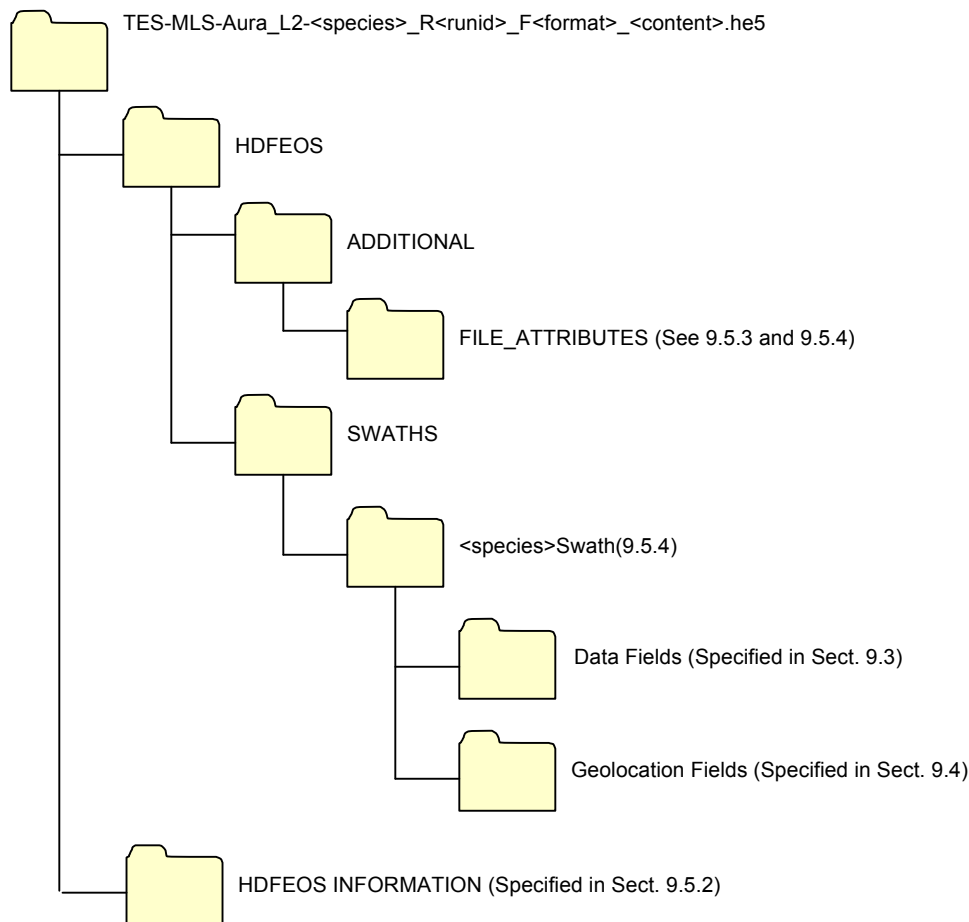 TES-MLS-Aura_L2-<species>_R<runid>_F<format>_<content>.he5
HDFEOS
ADDITIONAL
FILE_ATTRIBUTES (See 9.5.3 and 9.5.4)
SWATHS
<species>Swath(9.5.4)
Data Fields (Specified in Sect. 9.3)
Geolocation Fields (Specified in Sect. 9.4)
HDFEOS INFORMATION (Specified in Sect. 9.5.2)